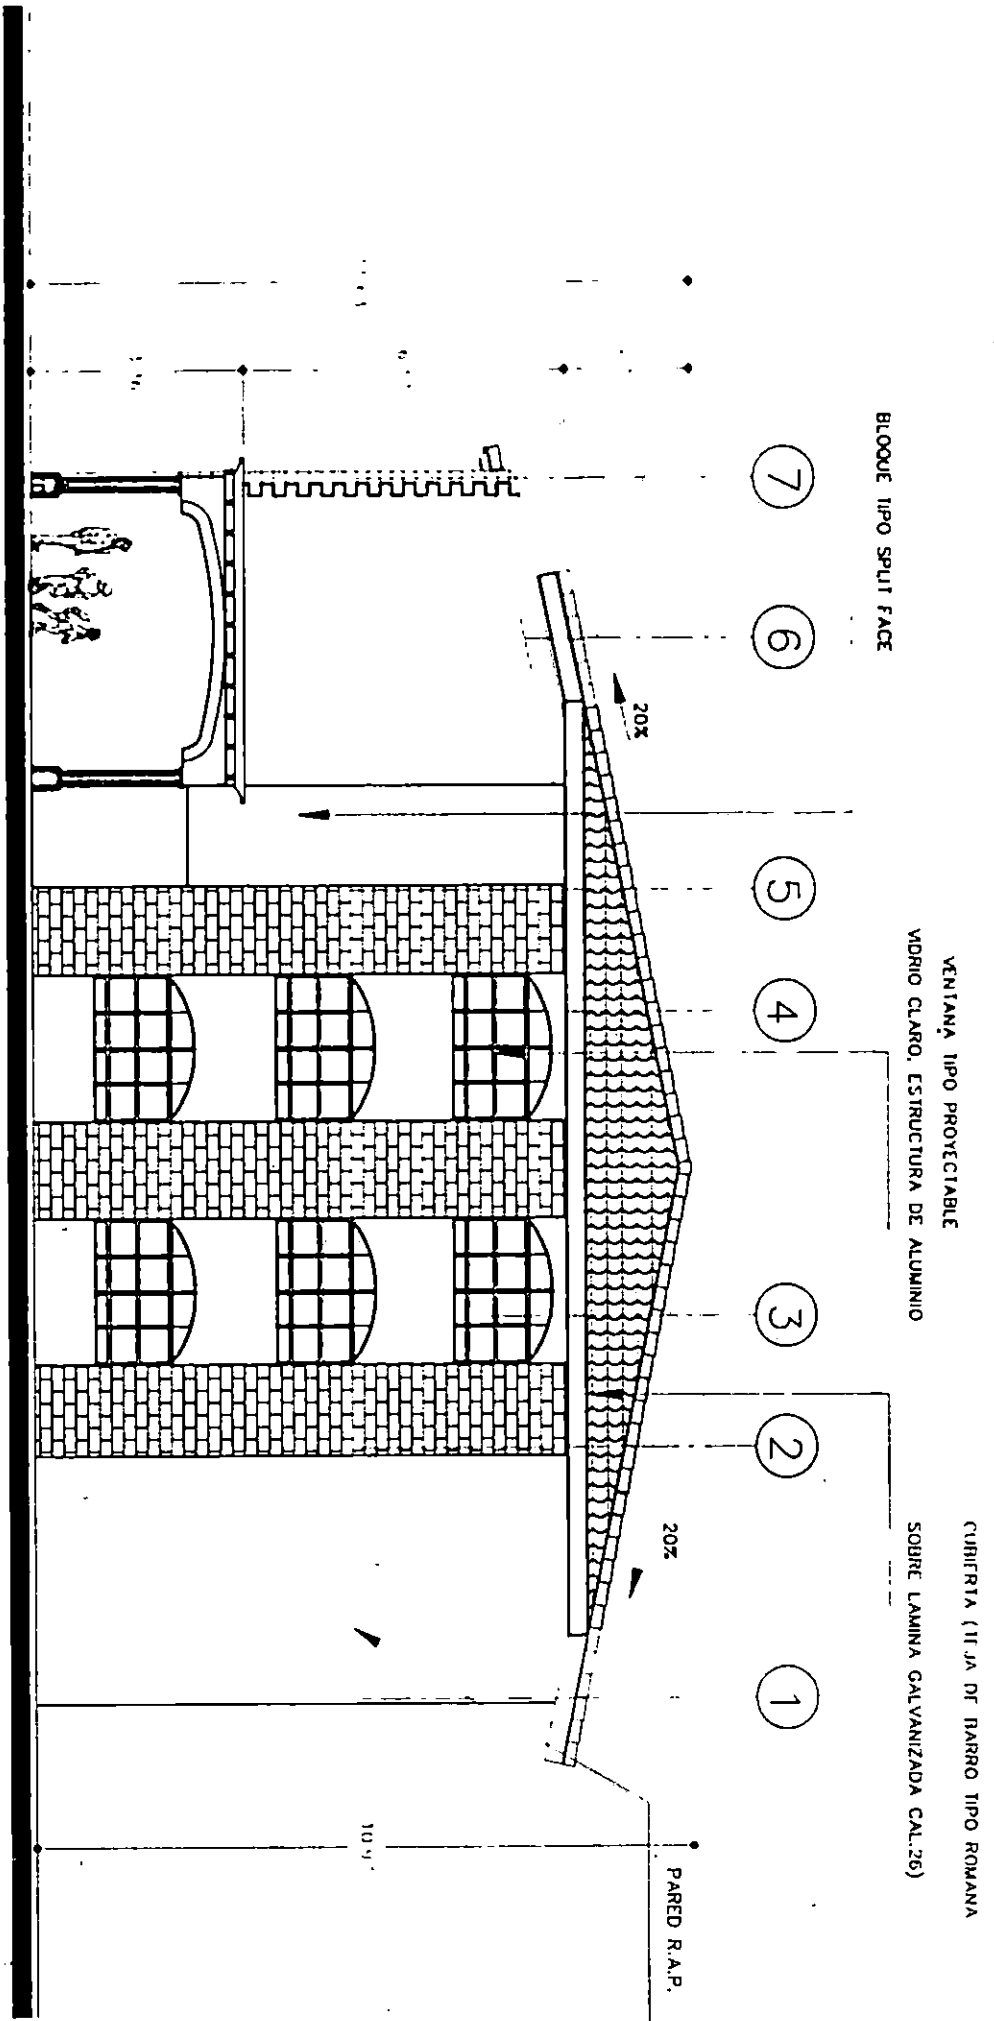 BLOQUE TIPO SPLIT FACE
VENTANA TIPO PROYECTABLE
VIDRIO CLARO, ESTRUCTURA DE ALUMINIO
CUBIERTA (TEJA DE BARRO TIPO ROMANA
SOBRE LAMINA GALVANIZADA CAL.26)
7
6
5
4
3
2
1
20%
20%
PARED R.A.P.